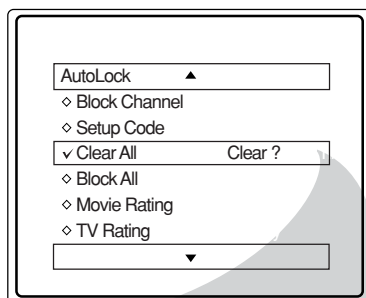 AutoLock ▲
◇ Block Channel
◇ Setup Code
✓ Clear All Clear ?
◇ Block All
◇ Movie Rating
◇ TV Rating
▼